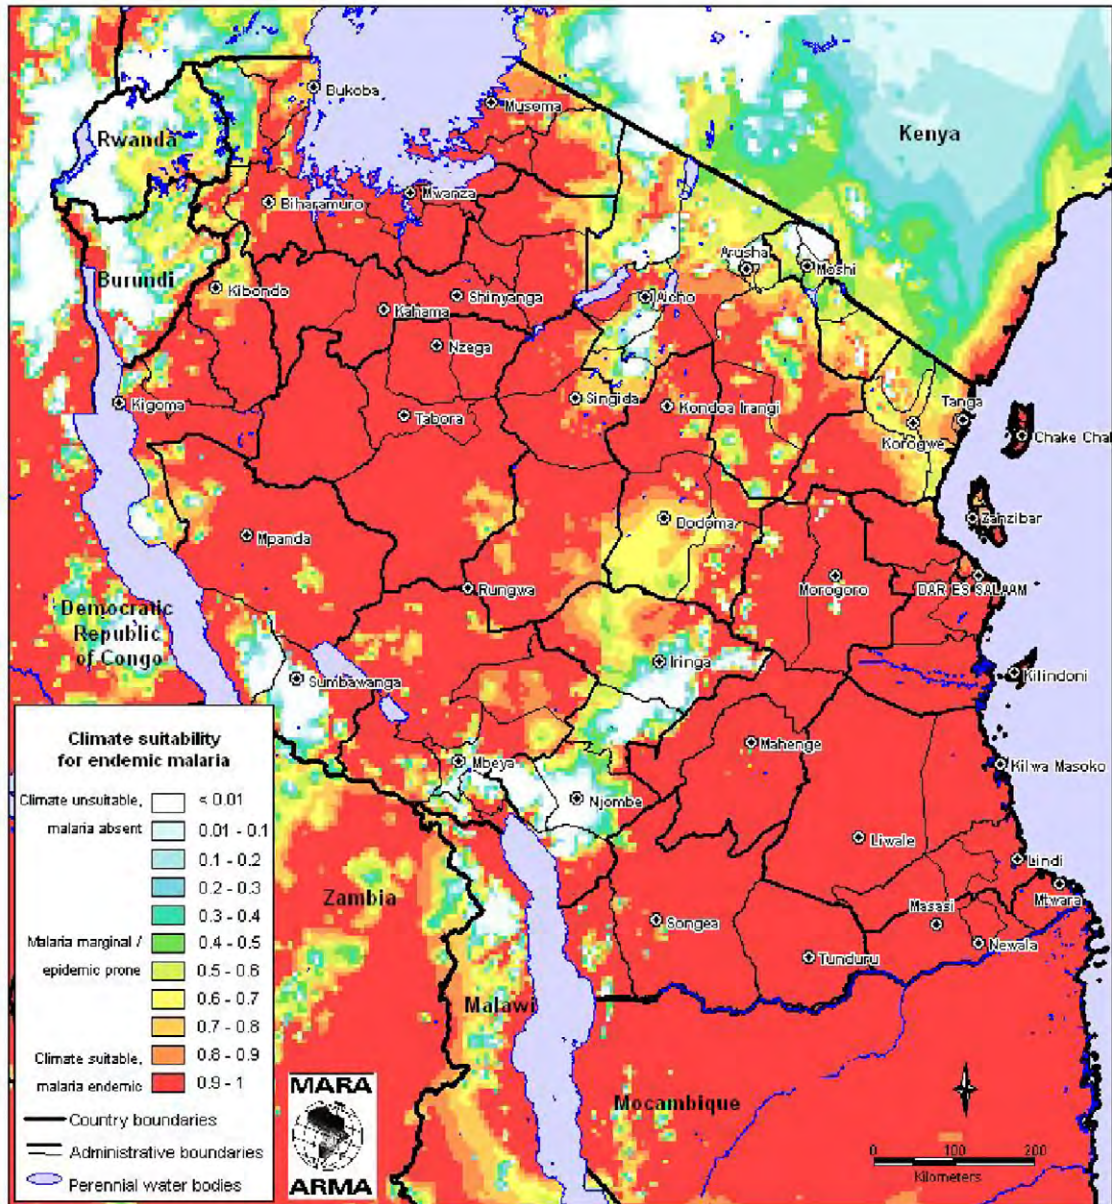 Bukoba
Musoma
Rwanda
Kenya
Mwanza
Biharamuro
Arusha
Moshi
Burundi
Kibondo
Shinyanga
Aicho
Kahama
Nzega
Kigoma
Singida
Kondoa Irangi
Tanga
Tabora
Korogwe
Chake Chak
Dodoma
Zanzibar
Mpanda
Rungwa
Morogoro
DAR ES SALAAM
Democratic
Republic
of Congo
Iringa
Kilindoni
Sumbawanga
Climate suitability
for endemic malaria
Climate unsuitable,
malaria absent
< 0.01
0.01 - 0.1
0.1 - 0.2
0.2 - 0.3
0.3 - 0.4
Malaria marginal /
epidemic prone
0.4 - 0.5
0.5 - 0.6
0.6 - 0.7
0.7 - 0.8
Climate suitable,
malaria endemic
0.8 - 0.9
0.9 - 1
Country boundaries
Administrative boundaries
Perennial water bodies
Mahenge
Mbeya
Kilwa Masoko
Njombe
Liwale
Lindi
Zambia
Mtwara
Masasi
Songea
Newala
Tunduru
Malawi
MARA
ARMA
Mocambique
0 100 200
Kilometers